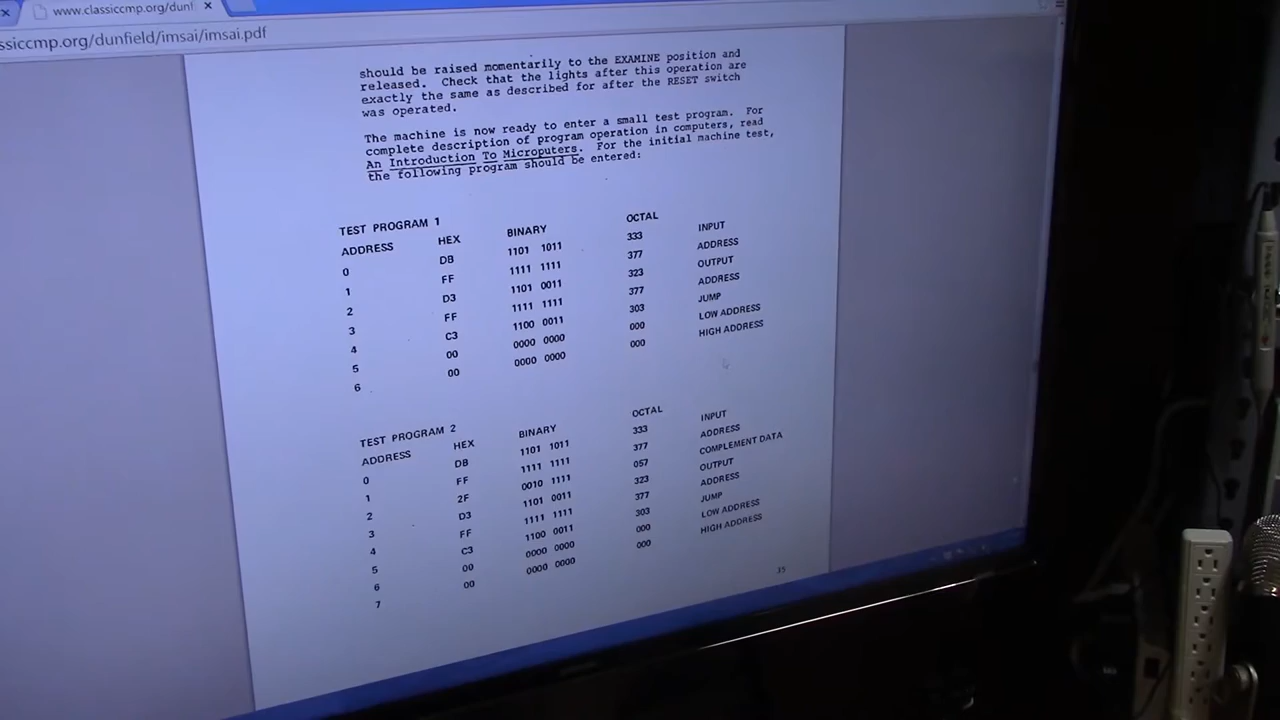 www.classiccmp.org/dunf
ssiccmp.org/dunfield/imsai/imsai.pdf
should be raised momentarily to the EXAMINE position and
released. Check that the lights after this operation are
exactly the same as described for after the RESET switch
was operated.
The machine is now ready to enter a small test program. For
complete description of program operation in computers, read
An Introduction To Microputers. For the initial machine test,
the following program should be entered:
TEST PROGRAM 1
ADDRESS HEX BINARY OCTAL
0 DB 1101 1011 333 INPUT
1 FF 1111 1111 377 ADDRESS
2 D3 1101 0011 323 OUTPUT
3 FF 1111 1111 377 ADDRESS
4 C3 1100 0011 303 JUMP
5 00 0000 0000 000 LOW ADDRESS
6 00 0000 0000 000 HIGH ADDRESS
TEST PROGRAM 2
ADDRESS HEX BINARY OCTAL
0 DB 1101 1011 333 INPUT
1 FF 1111 1111 377 ADDRESS
2 2F 0010 1111 057 COMPLEMENT DATA
3 D3 1101 0011 323 OUTPUT
4 FF 1111 1111 377 ADDRESS
5 C3 1100 0011 303 JUMP
6 00 0000 0000 000 LOW ADDRESS
7 00 0000 0000 000 HIGH ADDRESS
35